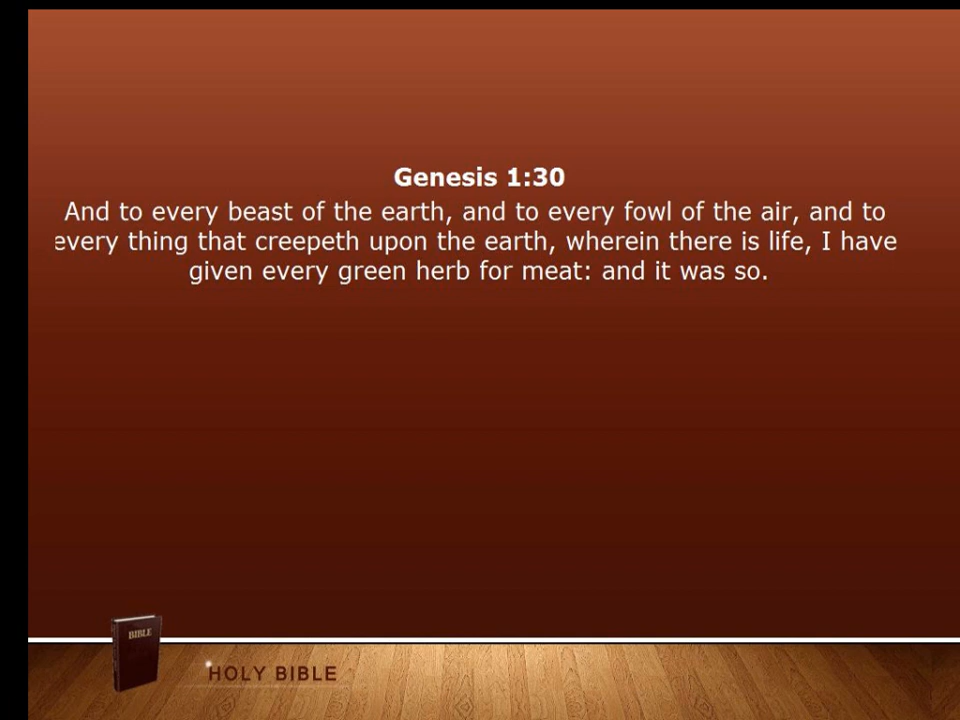 Genesis 1:30
And to every beast of the earth, and to every fowl of the air, and to
every thing that creepeth upon the earth, wherein there is life, I have
given every green herb for meat: and it was so.
BIBLE
HOLY BIBLE